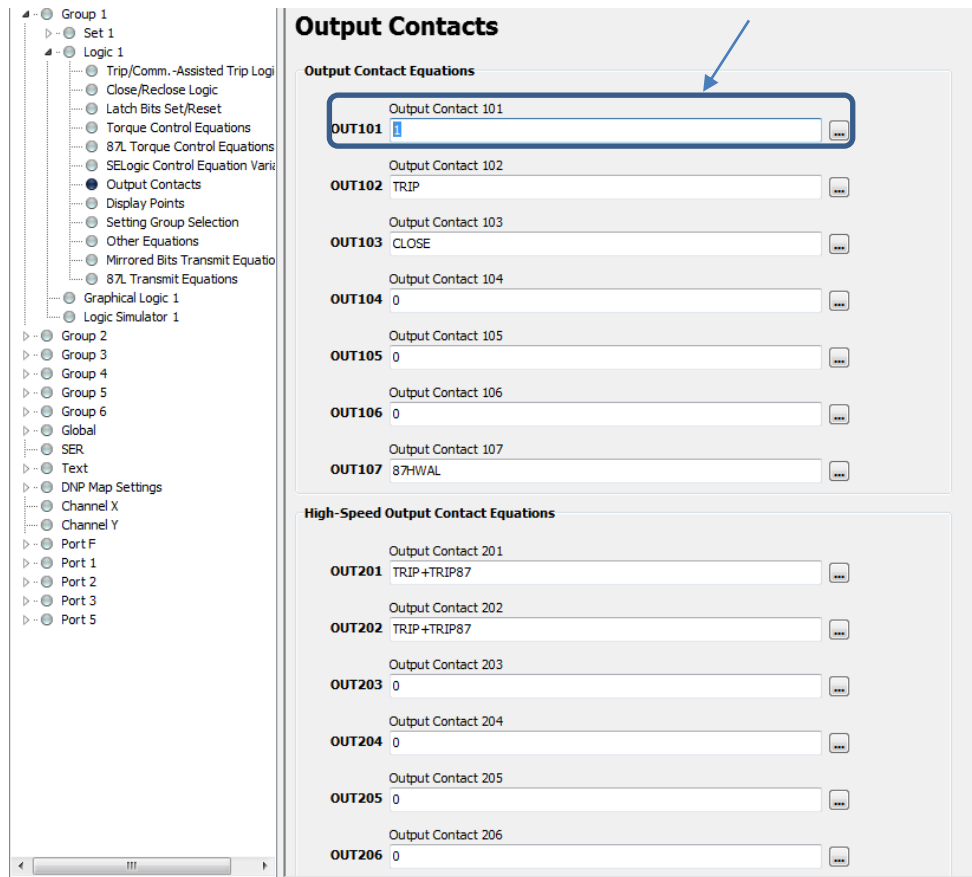 Group 1
Set 1
Logic 1
Trip/Comm.-Assisted Trip Logi
Close/Reclose Logic
Latch Bits Set/Reset
Torque Control Equations
87L Torque Control Equations
SELogic Control Equation Varia
Output Contacts
Display Points
Setting Group Selection
Other Equations
Mirrored Bits Transmit Equatio
87L Transmit Equations
Graphical Logic 1
Logic Simulator 1
Group 2
Group 3
Group 4
Group 5
Group 6
Global
SER
Text
DNP Map Settings
Channel X
Channel Y
Port F
Port 1
Port 2
Port 3
Port 5
Output Contacts
Output Contact Equations
Output Contact 101
OUT101 1 ...
Output Contact 102
OUT102 TRIP ...
Output Contact 103
OUT103 CLOSE ...
Output Contact 104
OUT104 0 ...
Output Contact 105
OUT105 0 ...
Output Contact 106
OUT106 0 ...
Output Contact 107
OUT107 87HWAL ...
High-Speed Output Contact Equations
Output Contact 201
OUT201 TRIP+TRIP87 ...
Output Contact 202
OUT202 TRIP+TRIP87 ...
Output Contact 203
OUT203 0 ...
Output Contact 204
OUT204 0 ...
Output Contact 205
OUT205 0 ...
Output Contact 206
OUT206 0 ...